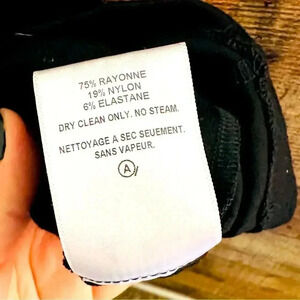 75% RAYONNE
19% NYLON
6% ELASTANE
DRY CLEAN ONLY. NO STEAM.
NETTOYAGE A SEC SEUEMENT.
SANS VAPEUR.
A